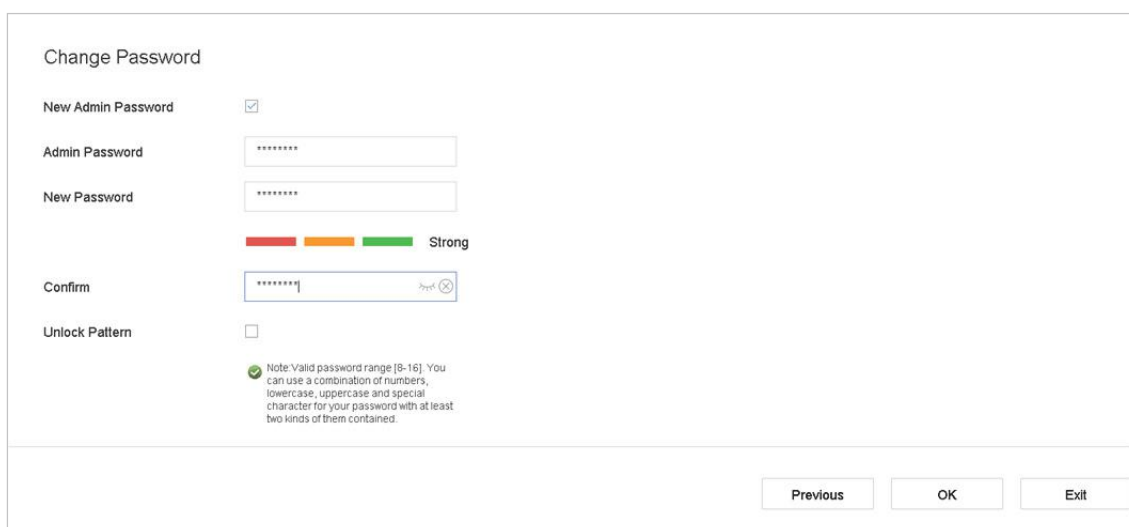 Change Password
New Admin Password
Admin Password ********
New Password ********
Strong
Confirm ********
Unlock Pattern
Note:Valid password range [8-16]. You
can use a combination of numbers,
lowercase, uppercase and special
character for your password with at least
two kinds of them contained.
Previous OK Exit